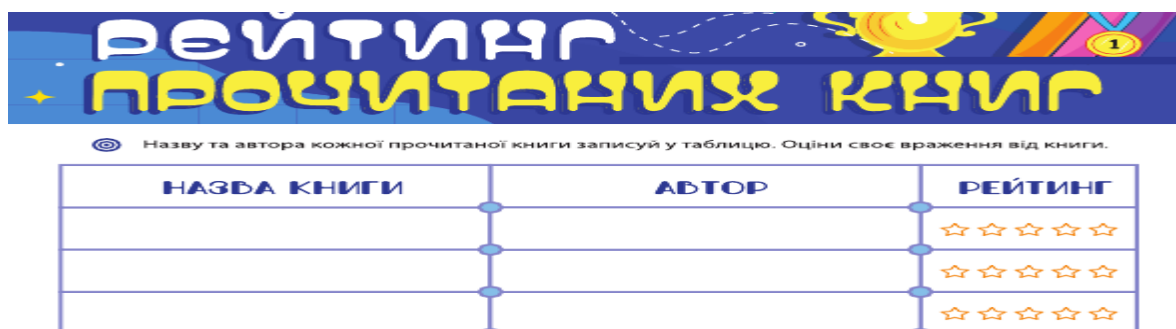 РЕЙТИНГ
ПРОЧИТАНИХ КНИГ
1
Назву та автора кожної прочитаної книги записуй у таблицю. Оціни своє враження від книги.
НАЗВА КНИГИ АВТОР РЕЙТИНГ